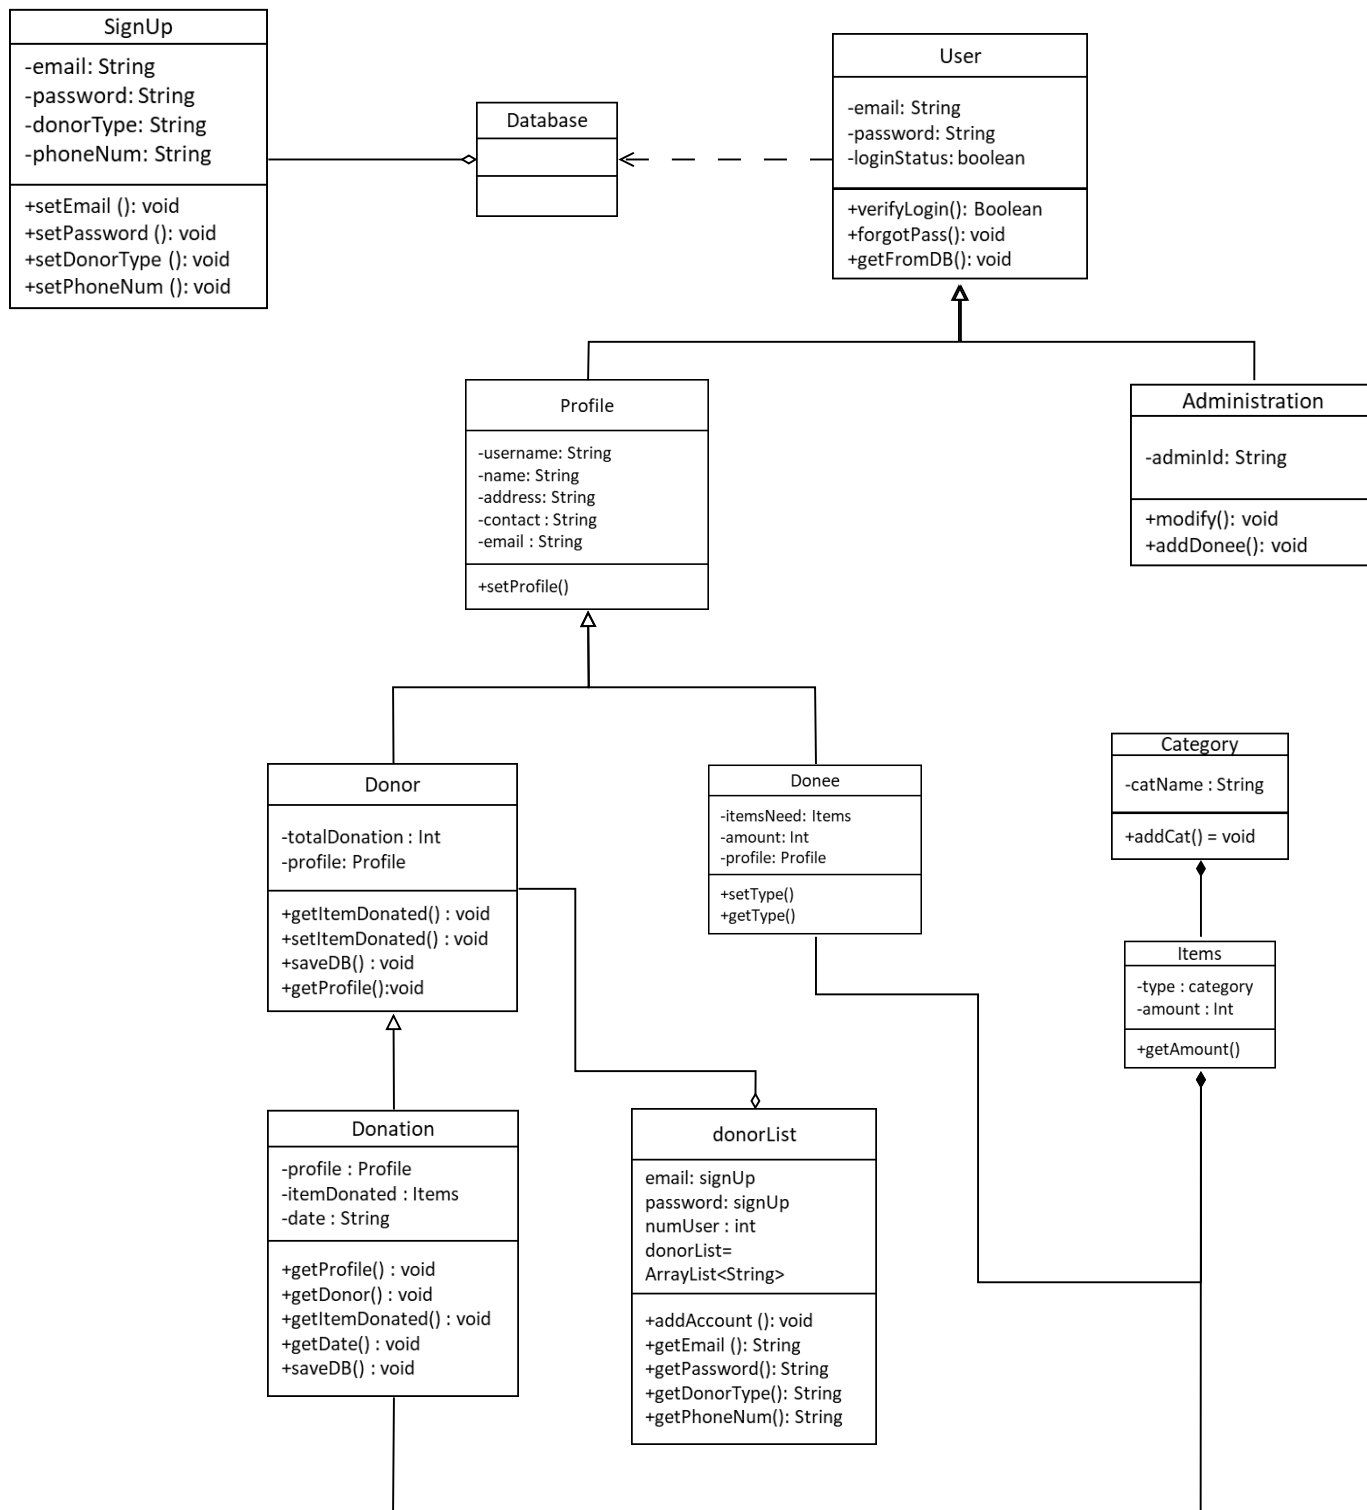 SignUp
-email: String
-password: String
-donorType: String
-phoneNum: String
+setEmail (): void
+setPassword (): void
+setDonorType (): void
+setPhoneNum (): void
Database
User
-email: String
-password: String
-loginStatus: boolean
+verifyLogin(): Boolean
+forgotPass(): void
+getFromDB(): void
Profile
-username: String
-name: String
-address: String
-contact : String
-email : String
+setProfile()
Administration
-adminId: String
+modify(): void
+addDonee(): void
Donor
-totalDonation : Int
-profile: Profile
+getItemDonated() : void
+setItemDonated() : void
+saveDB() : void
+getProfile():void
Donee
-itemsNeed: Items
-amount: Int
-profile: Profile
+setType()
+getType()
Category
-catName : String
+addCat() = void
Items
-type : category
-amount : Int
+getAmount()
Donation
-profile : Profile
-itemDonated : Items
-date : String
+getProfile() : void
+getDonor() : void
+getItemDonated() : void
+getDate() : void
+saveDB() : void
donorList
email: signUp
password: signUp
numUser : int
donorList=
ArrayList<String>
+addAccount (): void
+getEmail (): String
+getPassword(): String
+getDonorType(): String
+getPhoneNum(): String